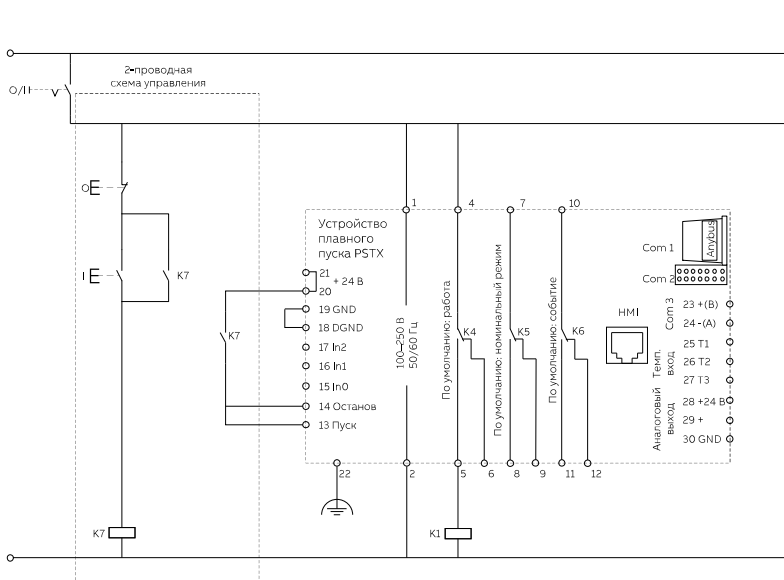 2-проводная
схема управления
O/I
O
I
K7
K7
K7
1
4
7
10
Устройство
плавного
пуска PSTX
21
+ 24 В
20
19 GND
18 DGND
17 In2
16 In1
15 In0
14 Останов
13 Пуск
100–250 В
50/60 Гц
По умолчанию: работа
K4
По умолчанию: номинальный режим
K5
По умолчанию: событие
K6
HMI
Com 1
Anybus
Com 2
Com 3
23 +(B)
24 -(A)
Темп.
вход
25 T1
26 T2
27 T3
Аналоговый
выход
28 +24 В
29 +
30 GND
22
2
5
6
8
9
11
12
K1